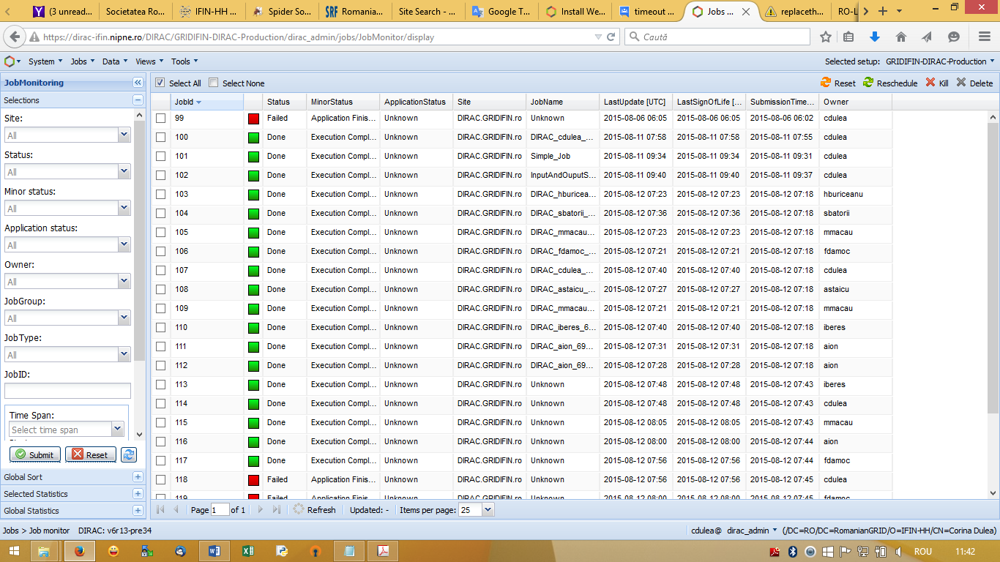 (3 unread... Societatea Ro... IFIN-HH ... Spider So... SRF Romania... Site Search - ... Google T... Install We... timeout ... Jobs ... replaceth... RO-L
https://dirac-ifin.nipne.ro/DIRAC/GRIDIFIN-DIRAC-Production/dirac_admin/jobs/JobMonitor/display Caută
System Jobs Data Views Tools Selected setup: GRIDIFIN-DIRAC-Production
JobMonitoring Select All Select None Reset Reschedule Kill Delete
Selections
JobId Status MinorStatus ApplicationStatus Site JobName LastUpdate [UTC] LastSignOfLife [... SubmissionTime... Owner
99 Failed Application Finis... Unknown DIRAC.GRIDIFIN.ro Unknown 2015-08-06 06:05 2015-08-06 06:05 2015-08-06 06:02 cdulea
100 Done Execution Compl... Unknown DIRAC.GRIDIFIN.ro DIRAC_cdulea_... 2015-08-11 07:58 2015-08-11 07:58 2015-08-11 07:55 cdulea
101 Done Execution Compl... Unknown DIRAC.GRIDIFIN.ro Simple_Job 2015-08-11 09:34 2015-08-11 09:34 2015-08-11 09:31 cdulea
102 Done Execution Compl... Unknown DIRAC.GRIDIFIN.ro InputAndOuputS... 2015-08-11 09:40 2015-08-11 09:40 2015-08-11 09:37 cdulea
103 Done Execution Compl... Unknown DIRAC.GRIDIFIN.ro DIRAC_hburicea... 2015-08-12 07:23 2015-08-12 07:23 2015-08-12 07:18 hburiceanu
104 Done Execution Compl... Unknown DIRAC.GRIDIFIN.ro DIRAC_sbatorii_... 2015-08-12 07:36 2015-08-12 07:36 2015-08-12 07:18 sbatorii
105 Done Execution Compl... Unknown DIRAC.GRIDIFIN.ro DIRAC_mmacau... 2015-08-12 07:23 2015-08-12 07:23 2015-08-12 07:18 mmacau
106 Done Execution Compl... Unknown DIRAC.GRIDIFIN.ro DIRAC_fdamoc_... 2015-08-12 07:21 2015-08-12 07:21 2015-08-12 07:18 fdamoc
107 Done Execution Compl... Unknown DIRAC.GRIDIFIN.ro DIRAC_cdulea_... 2015-08-12 07:40 2015-08-12 07:40 2015-08-12 07:18 cdulea
108 Done Execution Compl... Unknown DIRAC.GRIDIFIN.ro DIRAC_astaicu_... 2015-08-12 07:27 2015-08-12 07:27 2015-08-12 07:18 astaicu
109 Done Execution Compl... Unknown DIRAC.GRIDIFIN.ro DIRAC_mmacau... 2015-08-12 07:21 2015-08-12 07:21 2015-08-12 07:18 mmacau
110 Done Execution Compl... Unknown DIRAC.GRIDIFIN.ro DIRAC_iberes_6... 2015-08-12 07:40 2015-08-12 07:40 2015-08-12 07:18 iberes
111 Done Execution Compl... Unknown DIRAC.GRIDIFIN.ro DIRAC_aion_69... 2015-08-12 07:31 2015-08-12 07:31 2015-08-12 07:18 aion
112 Done Execution Compl... Unknown DIRAC.GRIDIFIN.ro DIRAC_aion_69... 2015-08-12 07:28 2015-08-12 07:28 2015-08-12 07:18 aion
113 Done Execution Compl... Unknown DIRAC.GRIDIFIN.ro Unknown 2015-08-12 07:48 2015-08-12 07:48 2015-08-12 07:43 iberes
114 Done Execution Compl... Unknown DIRAC.GRIDIFIN.ro Unknown 2015-08-12 07:48 2015-08-12 07:48 2015-08-12 07:43 cdulea
115 Done Execution Compl... Unknown DIRAC.GRIDIFIN.ro Unknown 2015-08-12 08:05 2015-08-12 08:05 2015-08-12 07:43 mmacau
116 Done Execution Compl... Unknown DIRAC.GRIDIFIN.ro Unknown 2015-08-12 08:00 2015-08-12 08:00 2015-08-12 07:44 aion
117 Done Execution Compl... Unknown DIRAC.GRIDIFIN.ro Unknown 2015-08-12 07:56 2015-08-12 07:56 2015-08-12 07:44 fdamoc
118 Failed Application Finis... Unknown DIRAC.GRIDIFIN.ro Unknown 2015-08-12 07:56 2015-08-12 07:56 2015-08-12 07:45 cdulea
119 Failed Application Finis... Unknown DIRAC.GRIDIFIN.ro Unknown 2015-08-12 08:00 2015-08-12 08:00 2015-08-12 07:45 fdamoc
Site:
All
Status:
All
Minor status:
All
Application status:
All
Owner:
All
JobGroup:
All
JobType:
All
JobID:
Time Span:
Select time span
Submit Reset
Global Sort
Selected Statistics
Global Statistics
Page 1 of 1 Refresh Updated: - Items per page: 25
Jobs > Job monitor DIRAC: v6r13-pre34 cdulea@ dirac_admin (/DC=RO/DC=RomanianGRID/O=IFIN-HH/CN=Corina Dulea)
ROU 11:42